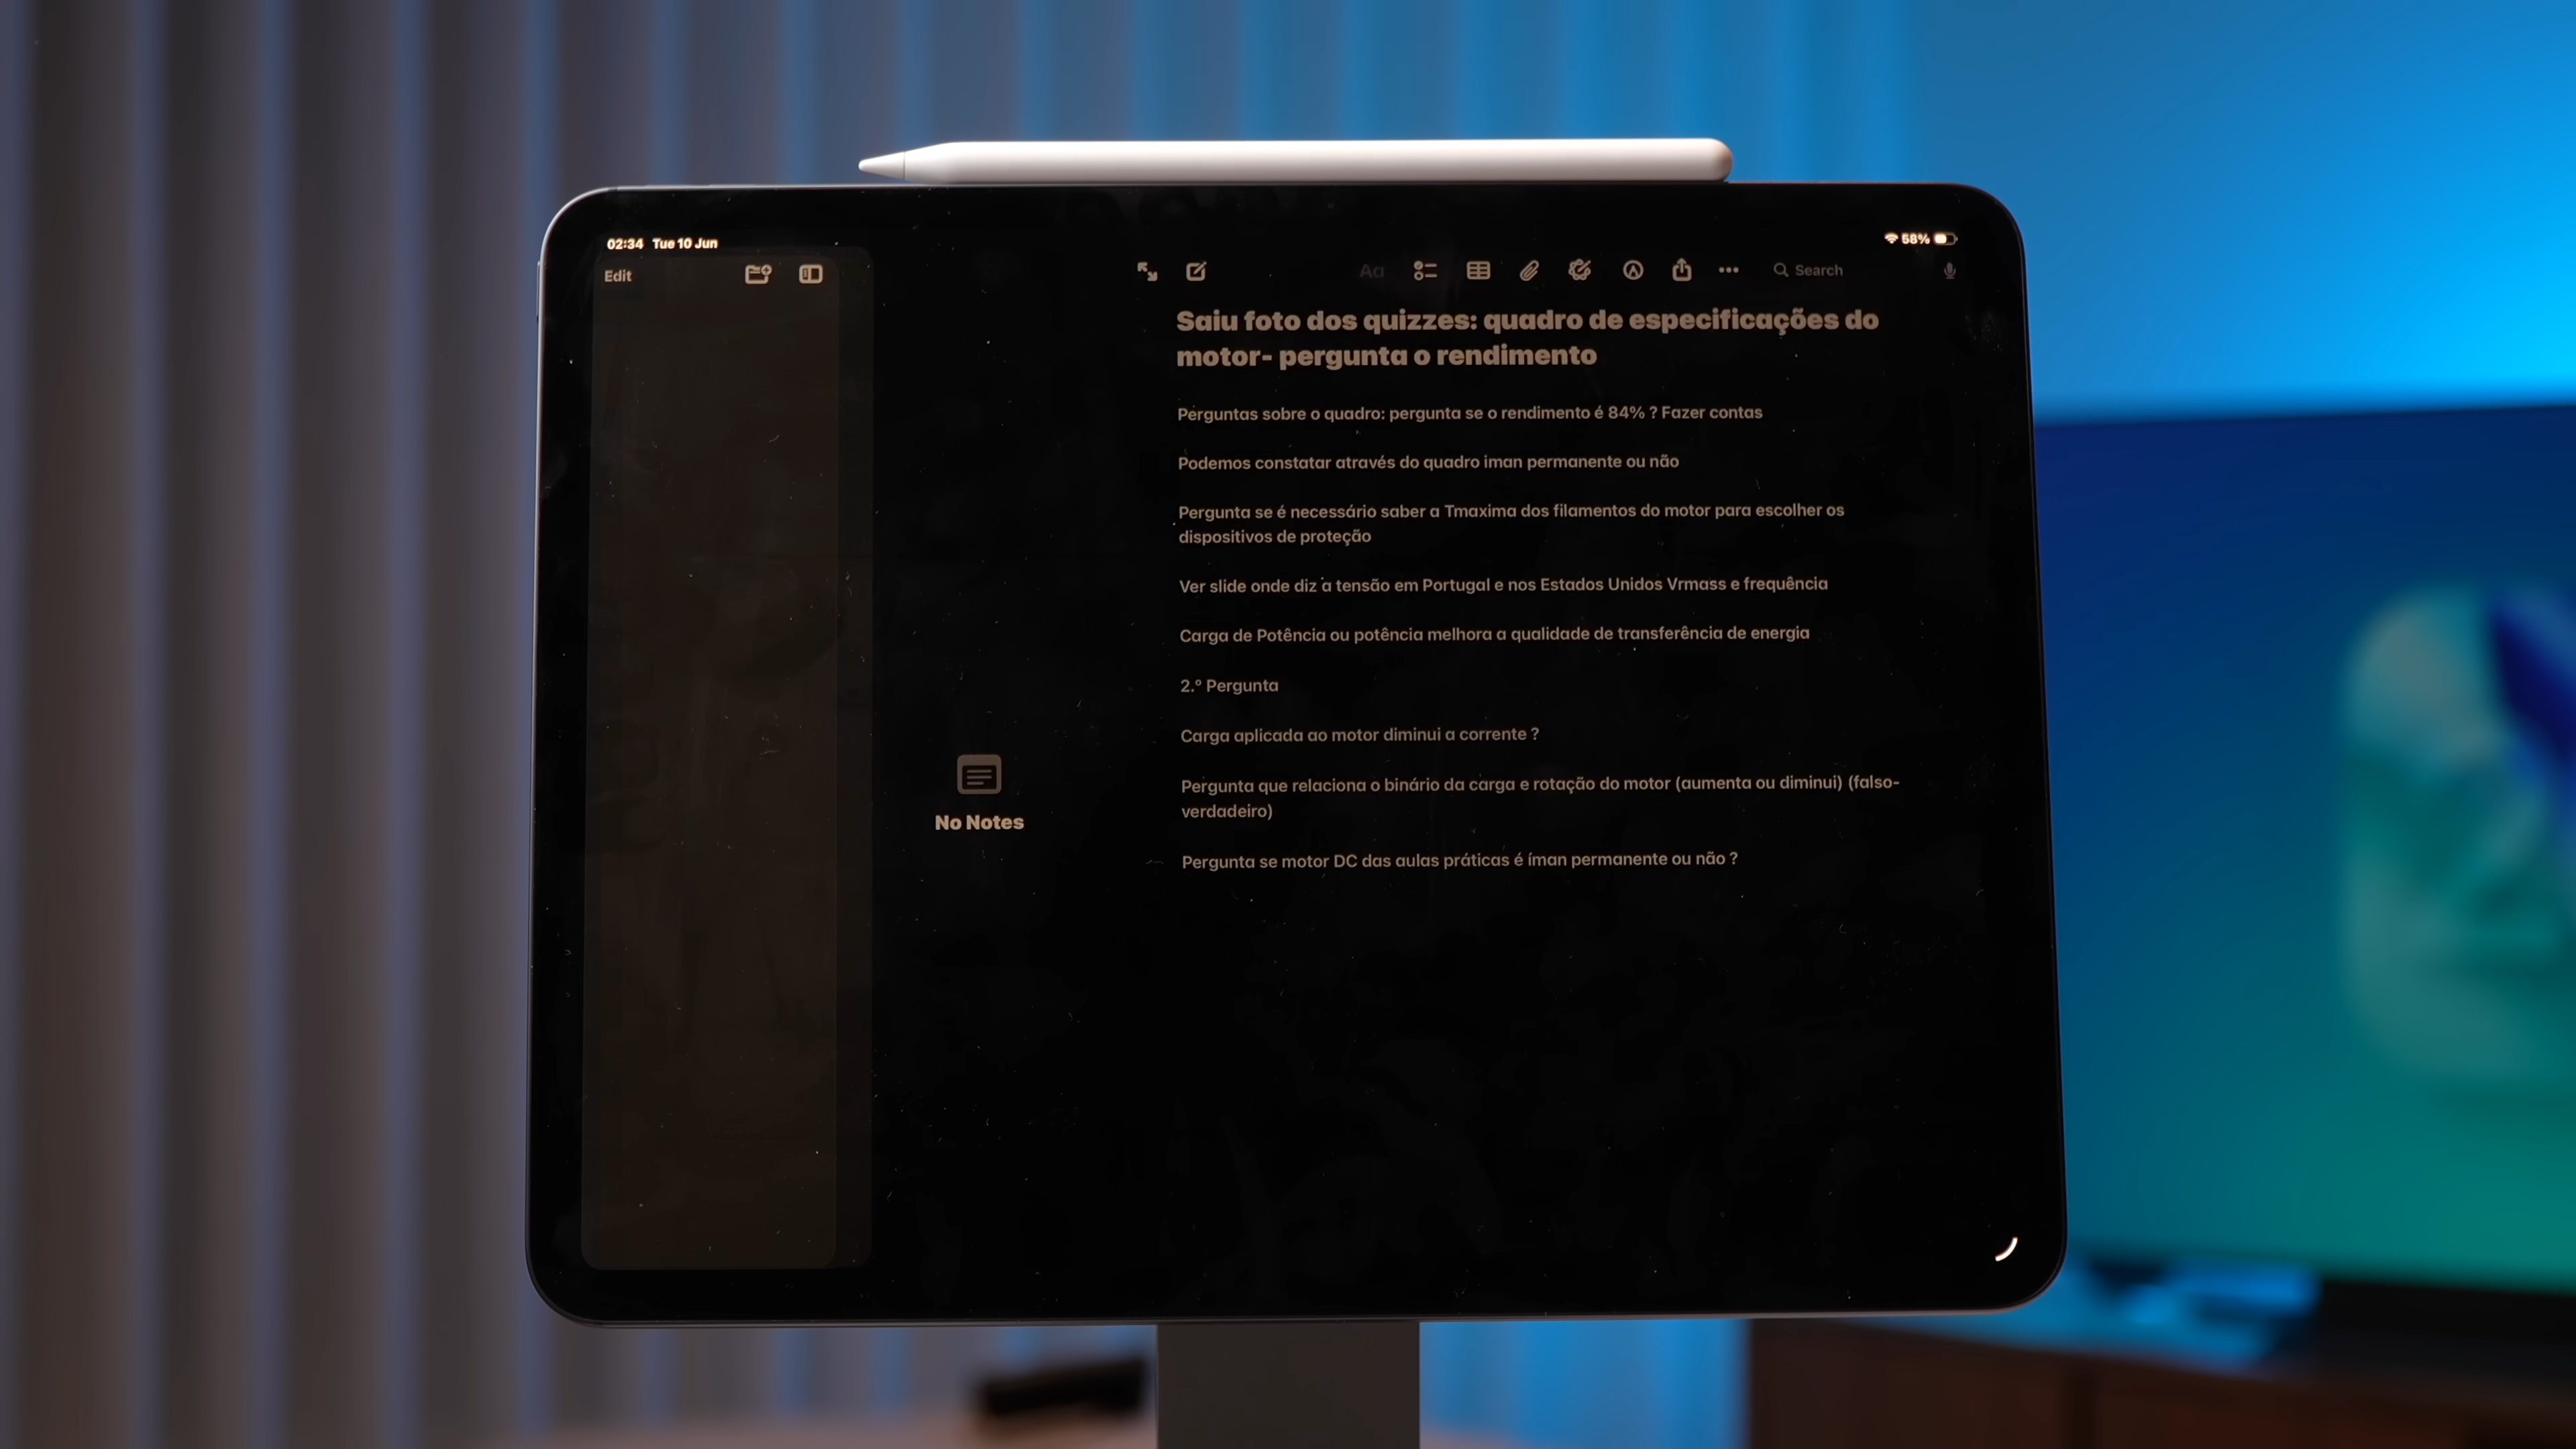 02:34 Tue 10 Jun
58%
Edit
Aa
Search
Saiu foto dos quizzes: quadro de especificações do
motor- pergunta o rendimento
Perguntas sobre o quadro: pergunta se o rendimento é 84% ? Fazer contas
Podemos constatar através do quadro iman permanente ou não
Pergunta se é necessário saber a Tmaxima dos filamentos do motor para escolher os
dispositivos de proteção
Ver slide onde diz a tensão em Portugal e nos Estados Unidos Vrmass e frequência
Carga de Potência ou potência melhora a qualidade de transferência de energia
2.º Pergunta
Carga aplicada ao motor diminui a corrente ?
Pergunta que relaciona o binário da carga e rotação do motor (aumenta ou diminui) (falso-
verdadeiro)
Pergunta se motor DC das aulas práticas é íman permanente ou não ?
No Notes